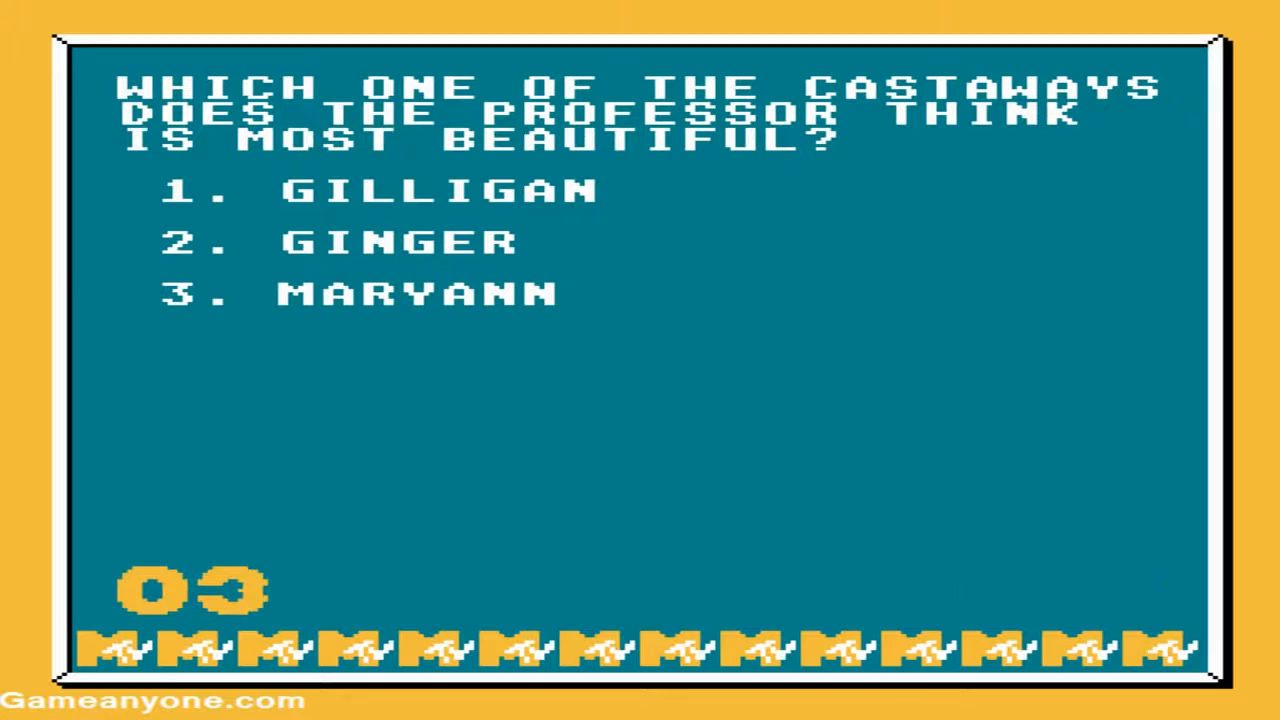 WHICH ONE OF THE CASTAWAYS
DOES THE PROFESSOR THINK
IS MOST BEAUTIFUL?
1. GILLIGAN
2. GINGER
3. MARYANN
03
Gameanyone.com